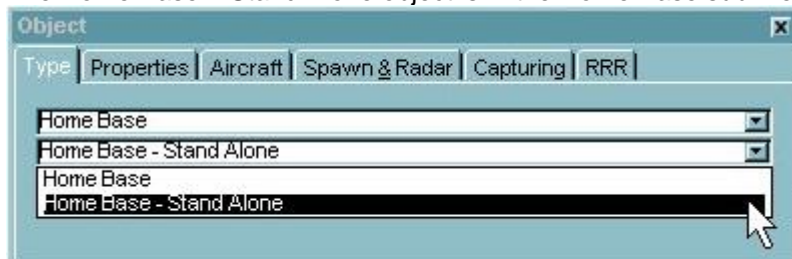 Object
Type Properties Aircraft Spawn & Radar Capturing RRR
Home Base
Home Base - Stand Alone
Home Base
Home Base - Stand Alone